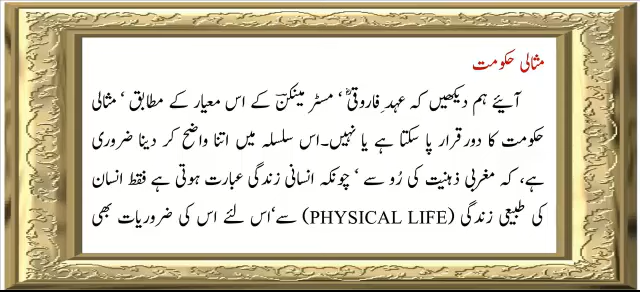 مثالی حکومت
آیئے ہم دیکھیں کہ عہدِ فاروقیؓ ‘ مسٹر مینکنؔ کے اس معیار کے مطابق ‘ مثالی
حکومت کا دور قرار پا سکتا ہے یا نہیں۔اس سلسلہ میں اتنا واضح کر دینا ضروری
ہے، کہ مغربی ذہنیت کی رُو سے ‘ چونکہ انسانی زندگی عبارت ہوتی ہے فقط انسان
کی طبیعی زندگی (PHYSICAL LIFE) سے‘اس لئے اس کی ضروریات بھی